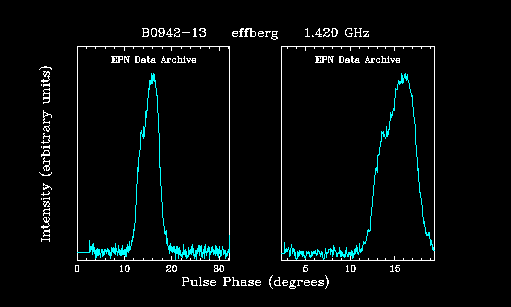 B0942-13 effberg 1.420 GHz
EPN Data Archive
EPN Data Archive
Intensity (arbitrary units)
0 10 20 30
5 10 15
Pulse Phase (degrees)